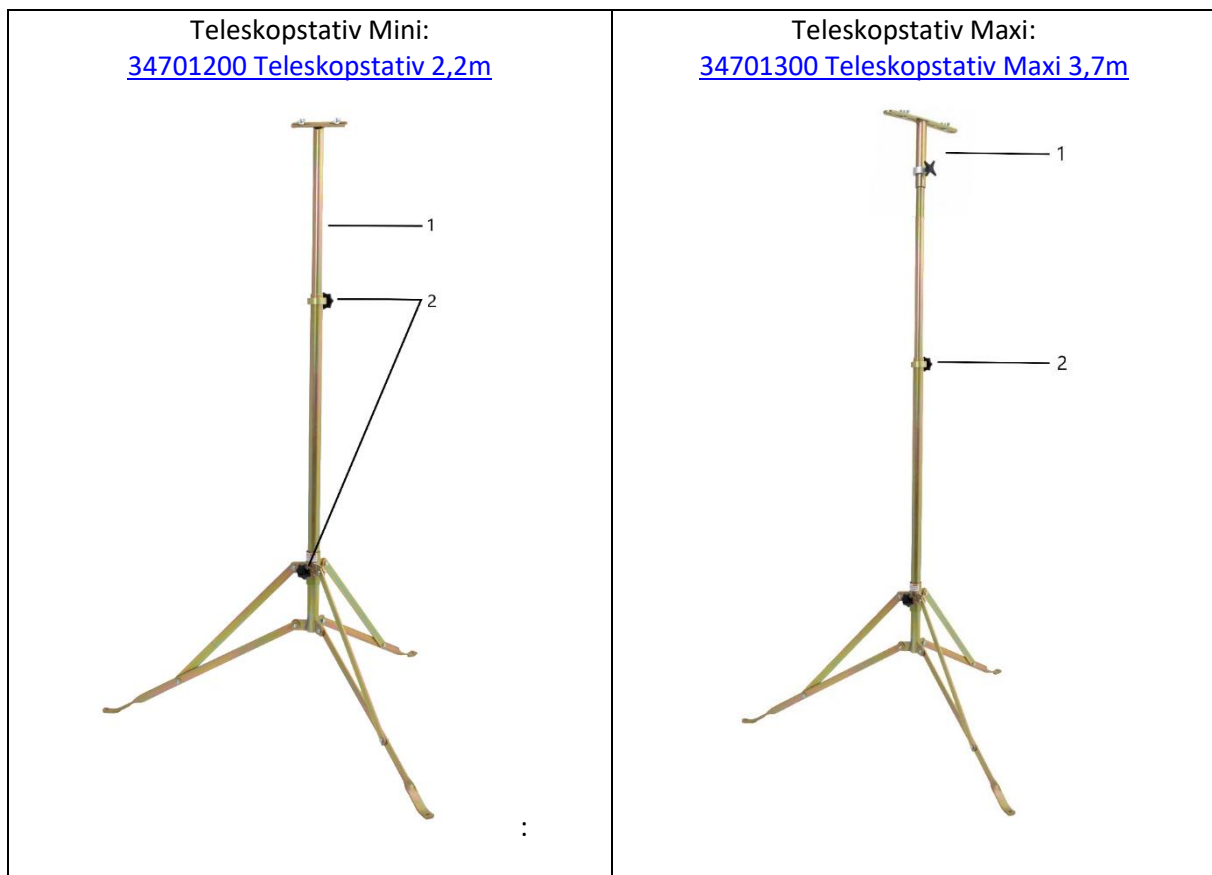 Teleskopstativ Mini:
34701200 Teleskopstativ 2,2m
1
2
:
Teleskopstativ Maxi:
34701300 Teleskopstativ Maxi 3,7m
1
2